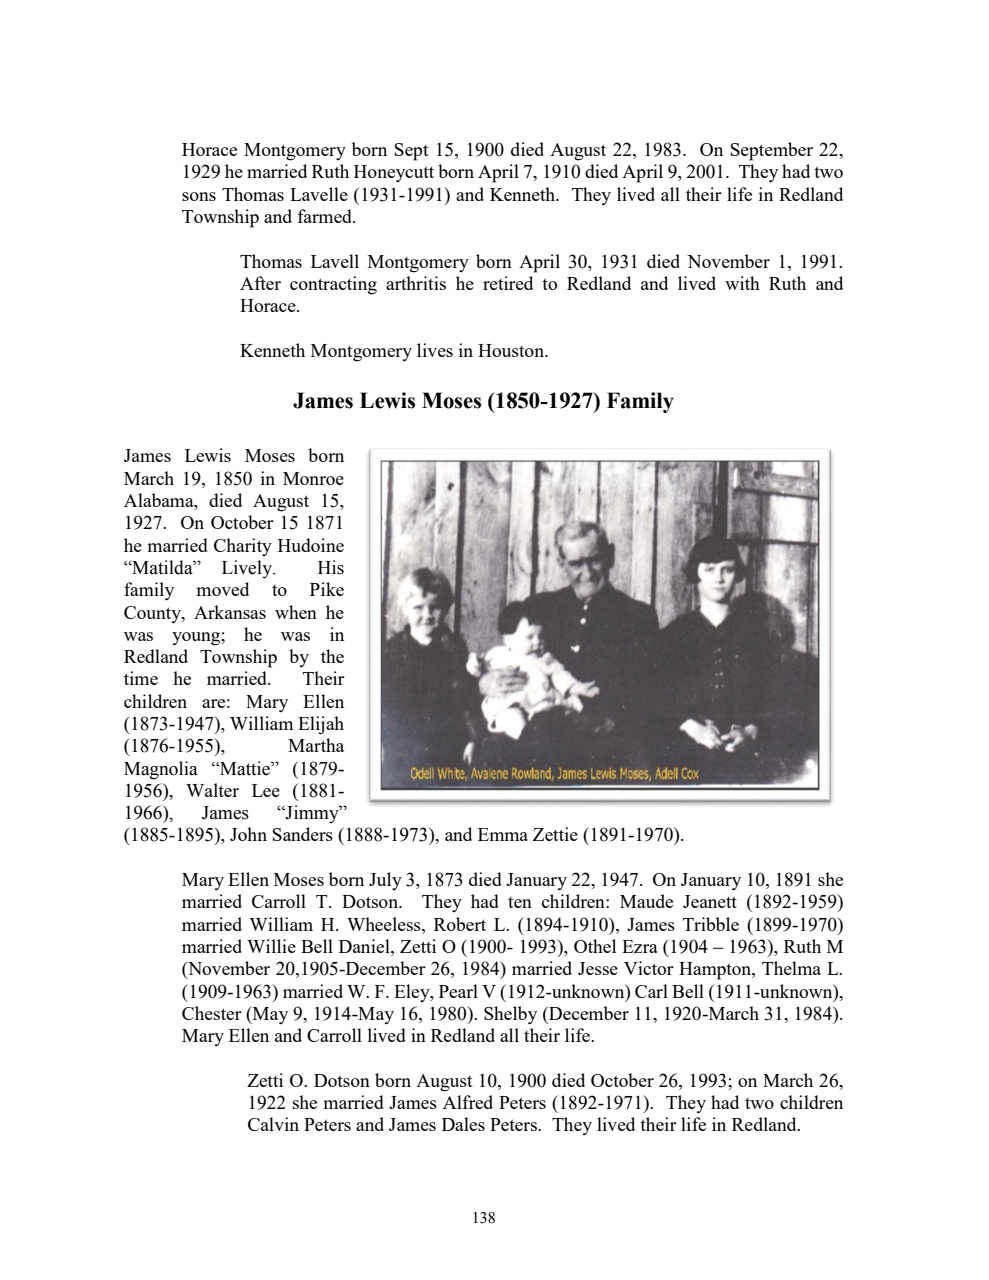 Horace Montgomery born Sept 15, 1900 died August 22, 1983.  On September 22,
1929 he married Ruth Honeycutt born April 7, 1910 died April 9, 2001.  They had two
sons Thomas Lavelle (1931-1991) and Kenneth.  They lived all their life in Redland
Township and farmed.
Thomas Lavell Montgomery born April 30, 1931 died November 1, 1991.
After contracting arthritis he retired to Redland and lived with Ruth and
Horace.
Kenneth Montgomery lives in Houston.
James Lewis Moses (1850-1927) Family
James Lewis Moses born
March 19, 1850 in Monroe
Alabama, died August 15,
1927.  On October 15 1871
he married Charity Hudoine
“Matilda” Lively.  His
family moved to Pike
County, Arkansas when he
was young; he was in
Redland Township by the
time he married.  Their
children are: Mary Ellen
(1873-1947), William Elijah
(1876-1955), Martha
Magnolia “Mattie” (1879-
1956), Walter Lee (1881-
1966), James “Jimmy”
(1885-1895), John Sanders (1888-1973), and Emma Zettie (1891-1970).
Odell White, Avalene Rowland, James Lewis Moses, Adell Cox
Mary Ellen Moses born July 3, 1873 died January 22, 1947.  On January 10, 1891 she
married Carroll T. Dotson.  They had ten children: Maude Jeanett (1892-1959)
married William H. Wheeless, Robert L. (1894-1910), James Tribble (1899-1970)
married Willie Bell Daniel, Zetti O (1900- 1993), Othel Ezra (1904 – 1963), Ruth M
(November 20,1905-December 26, 1984) married Jesse Victor Hampton, Thelma L.
(1909-1963) married W. F. Eley, Pearl V (1912-unknown) Carl Bell (1911-unknown),
Chester (May 9, 1914-May 16, 1980). Shelby (December 11, 1920-March 31, 1984).
Mary Ellen and Carroll lived in Redland all their life.
Zetti O. Dotson born August 10, 1900 died October 26, 1993; on March 26,
1922 she married James Alfred Peters (1892-1971).  They had two children
Calvin Peters and James Dales Peters.  They lived their life in Redland.
138